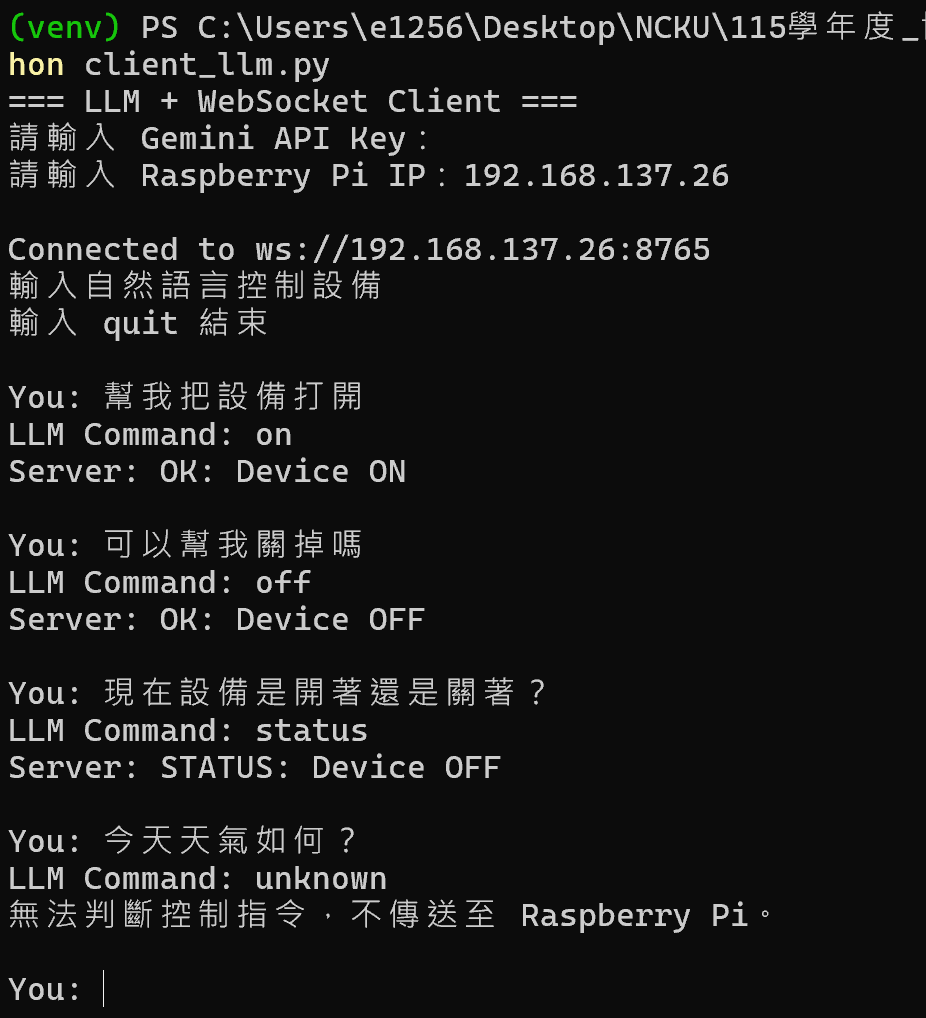 (venv) PS C:\Users\e1256\Desktop\NCKU\115學年度_
hon client_llm.py
=== LLM + WebSocket Client ===
請輸入 Gemini API Key：
請輸入 Raspberry Pi IP：192.168.137.26
Connected to ws://192.168.137.26:8765
輸入自然語言控制設備
輸入 quit 結束
You: 幫我把設備打開
LLM Command: on
Server: OK: Device ON
You: 可以幫我關掉嗎
LLM Command: off
Server: OK: Device OFF
You: 現在設備是開著還是關著？
LLM Command: status
Server: STATUS: Device OFF
You: 今天天氣如何？
LLM Command: unknown
無法判斷控制指令，不傳送至 Raspberry Pi。
You: